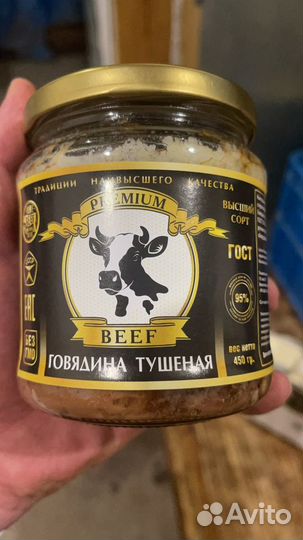 ТРАДИЦИИ НАИВЫСШЕГО КАЧЕСТВА
PREMIUM
ВЫСШИЙ
СОРТ
ГОСТ
95%
EAC
БЕЗ
ГМО
BEEF
ГОВЯДИНА ТУШЕНАЯ
вес нетто
450 гр.
Avito